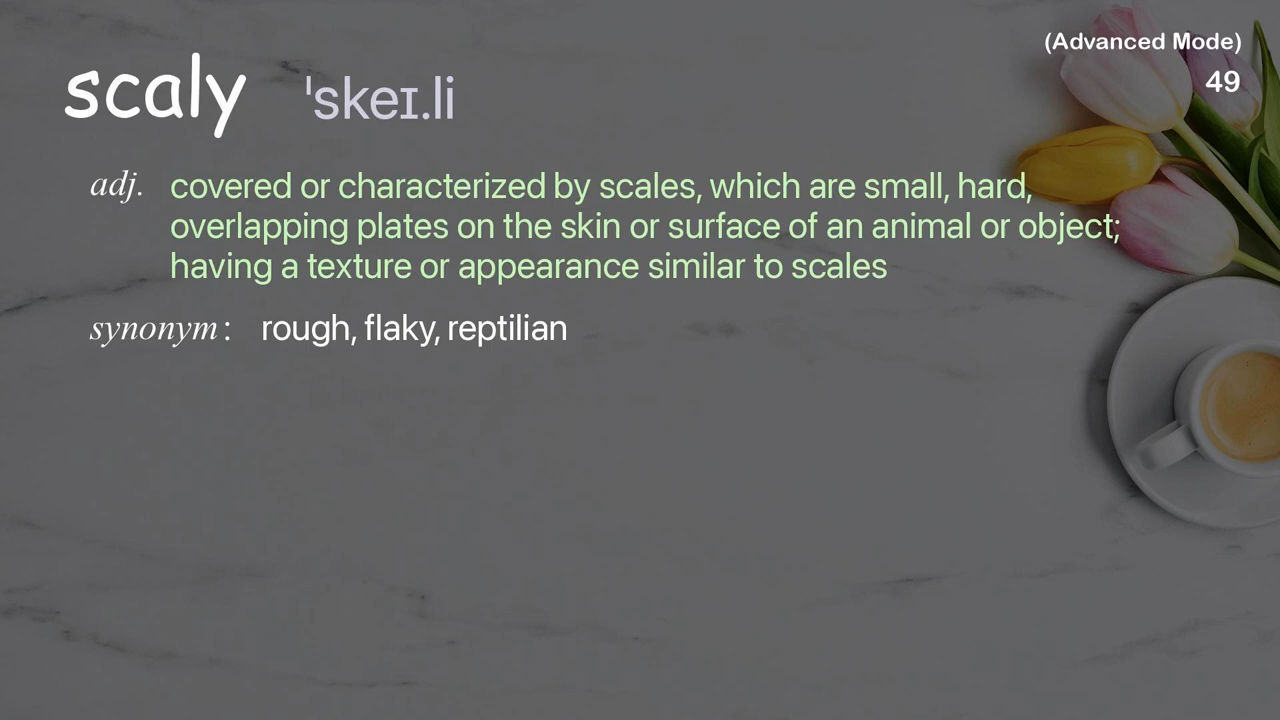 (Advanced Mode)
49
scaly ˈskeɪ.li
adj. covered or characterized by scales, which are small, hard,
overlapping plates on the skin or surface of an animal or object;
having a texture or appearance similar to scales
synonym : rough, flaky, reptilian